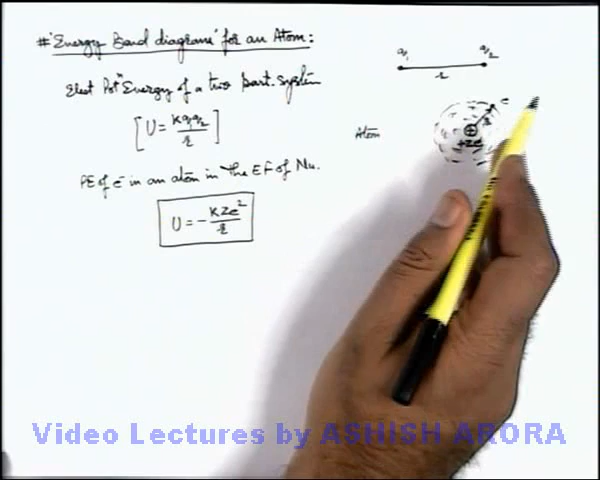 # 'Energy Band diagrams' for an Atom:
Elect Potⁿ Energy of a two part. System
[ U = Kq₁q₂/r ]
PE of e⁻ in an atom in the EF of Nu.
U = - KZe²/r
q₁ q₂
r
e⁻
r
Atom
+Ze
Video Lectures by ASHISH ARORA